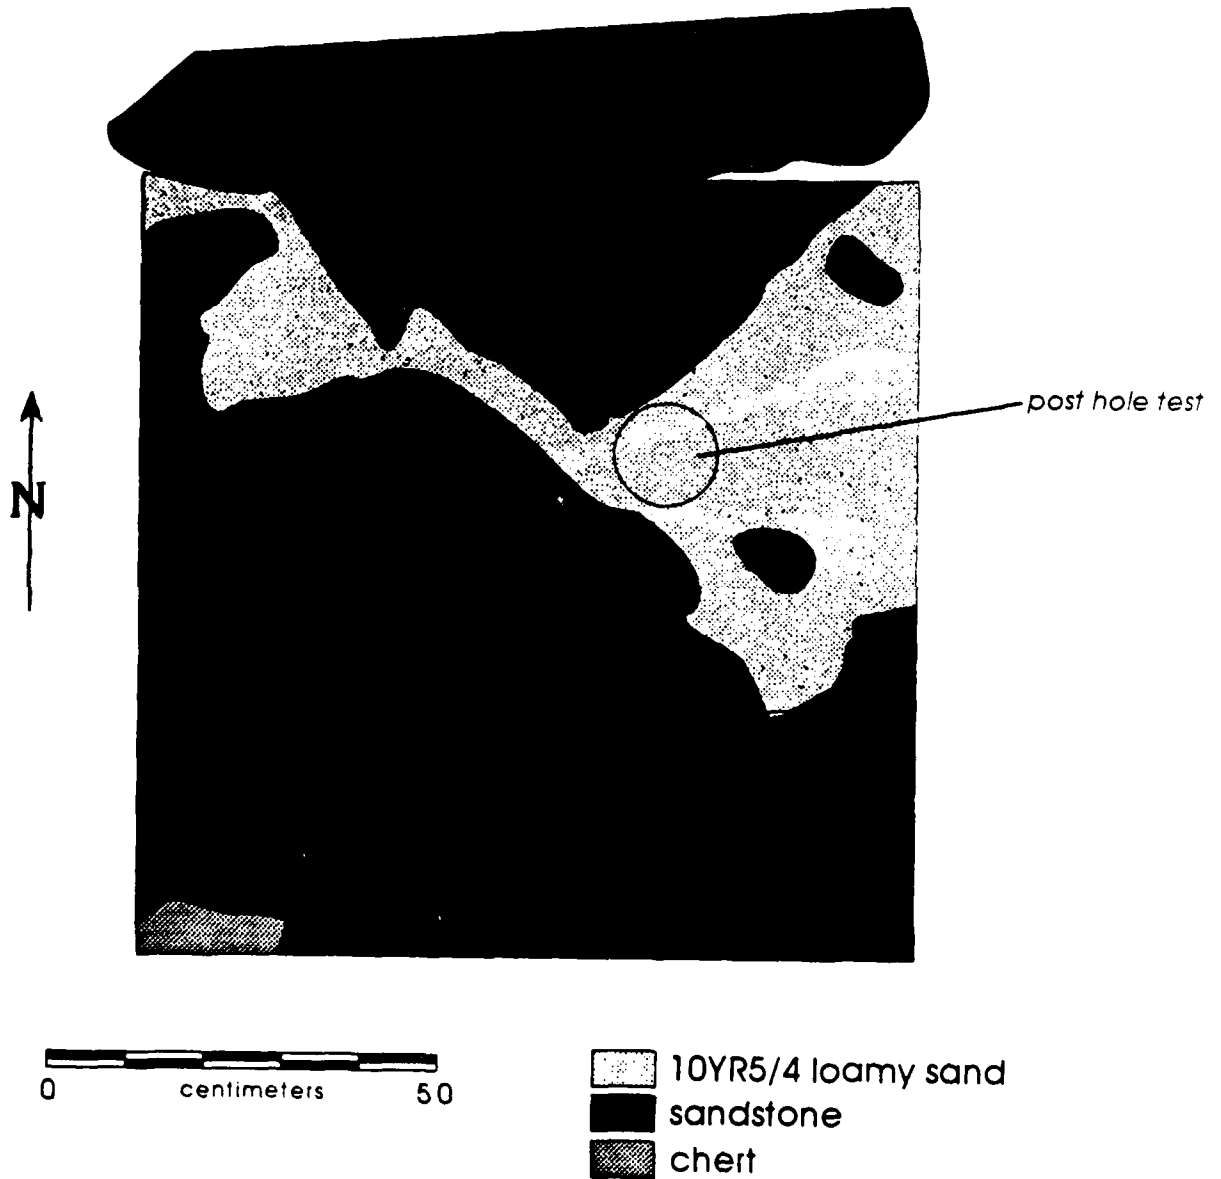 post hole test
N
0 centimeters 50
10YR5/4 loamy sand
sandstone
chert